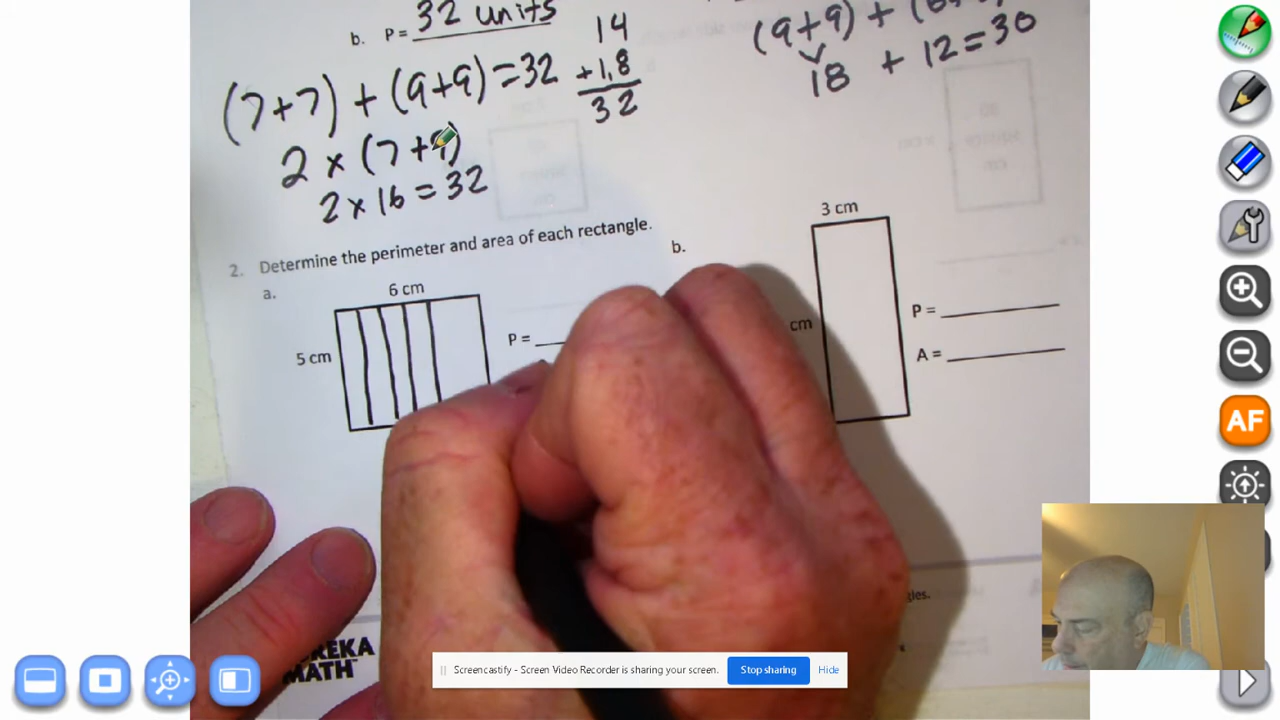 b. P = 32 units
(7+7) + (9+9) = 32
14
+18
32
2 x (7+9)
2 x 16 = 32
(9+9) +
18 + 12 = 30
2. Determine the perimeter and area of each rectangle.
a.
6 cm
5 cm
P =
b.
3 cm
cm
P =
A =
MATH
Screencastify - Screen Video Recorder is sharing your screen.
Stop sharing
Hide
AF